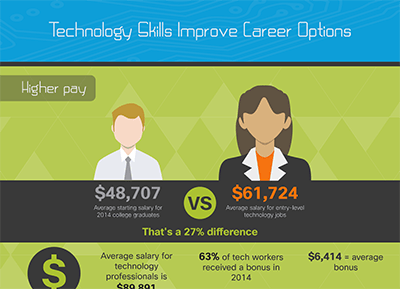 Technology Skills Improve Career Options
Higher pay
$48,707
Average starting salary for
2014 college graduates
VS
$61,724
Average salary for entry-level
technology jobs
That's a 27% difference
$
Average salary for
technology
professionals is
$89,891
63% of tech workers
received a bonus in
2014
$6,414 = average
bonus